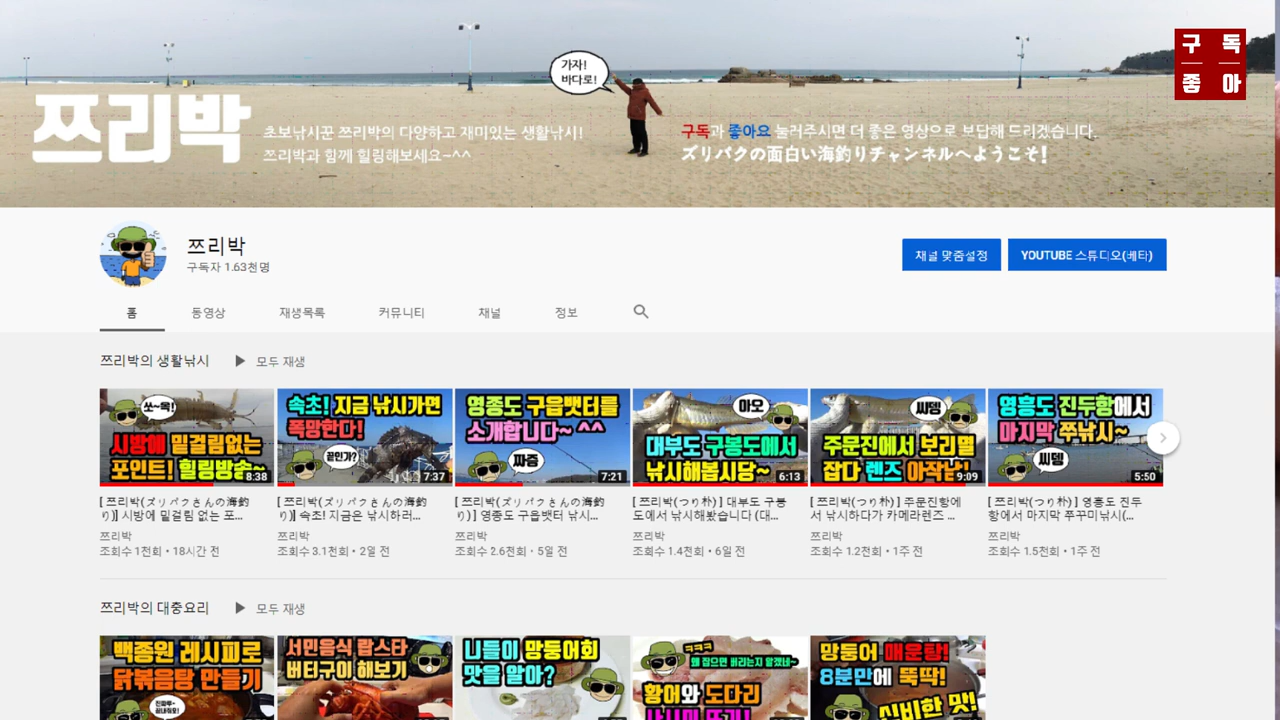 가자!
바다로!
구 독
좋 아
쯔리박
초보낚시꾼 쯔리박의 다양하고 재미있는 생활낚시!
쯔리박과 함께 힐링해보세요~^^
구독과 좋아요 눌러주시면 더 좋은 영상으로 보답해 드리겠습니다.
ズリパクの面白い海釣りチャンネルへようこそ!
쯔리박
구독자 1.63천명
채널 맞춤설정
YOUTUBE 스튜디오(베타)
홈 동영상 재생목록 커뮤니티 채널 정보
쯔리박의 생활낚시 ▶ 모두 재생
쏘~옥!
시방에 밑걸림없는
포인트! 힐링방송~
8:38
속초! 지금 낚시가면
폭망한다!
끝인가?
7:37
영종도 구읍뱃터를
소개합니다~ ^^
짜증
7:21
아오
대부도 구봉도에서
낚시해봅시당~
6:13
씨뎅
주문진에서 보리멸
잡다 렌즈 아작남!
9:09
영흥도 진두항에서
마지막 쭈낚시~
씨뎅
5:50
[ 쯔리박(ズリパクさんの海釣
り)] 시방에 밑걸림 없는 포...
쯔리박
조회수 1천회 • 18시간 전
[ 쯔리박(ズリパクさんの海釣
り)] 속초! 지금은 낚시하러...
쯔리박
조회수 3.1천회 • 2일 전
[ 쯔리박(ズリパクさんの海釣
り) ] 영종도 구읍뱃터 낚시...
쯔리박
조회수 2.6천회 • 5일 전
[ 쯔리박(つり朴) ] 대부도 구봉
도에서 낚시해봤습니다 (대...
쯔리박
조회수 1.4천회 • 6일 전
[ 쯔리박(つり朴) ] 주문진항에
서 낚시하다가 카메라렌즈 ...
쯔리박
조회수 1.2천회 • 1주 전
[ 쯔리박(つり朴) ] 영흥도 진두
항에서 마지막 쭈꾸미낚시(...
쯔리박
조회수 1.5천회 • 1주 전
쯔리박의 대충요리 ▶ 모두 재생
백종원 레시피로
닭볶음탕 만들기
서민음식 랍스타
버터구이 해보기
니들이 망둥어회
맛을 알아?
ㅋㅋㅋ
왜 잡으면 버리는지 알겠네~
황어와 도다리
망둥어 매운탕!
8분만에 뚝딱!
신비한 맛!